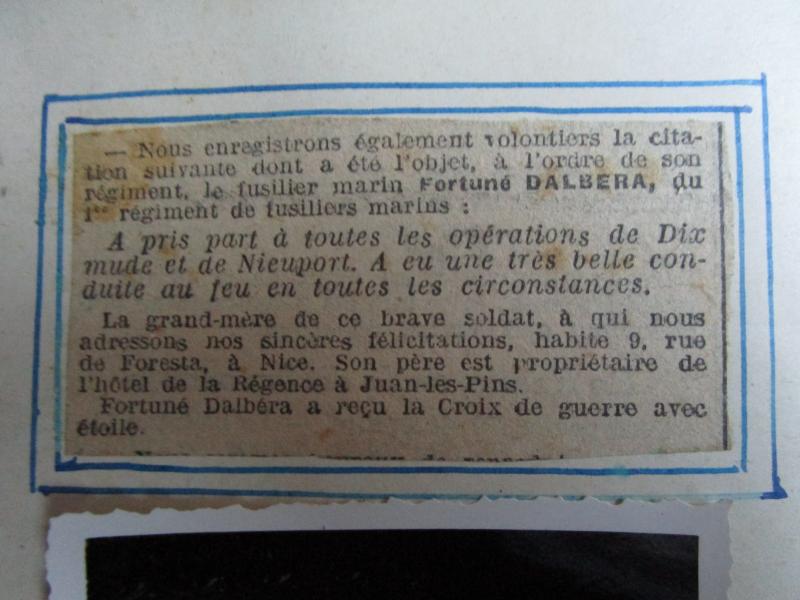 — Nous enregistrons également volontiers la cita-
tion suivante dont a été l'objet, à l'ordre de son
régiment, le fusilier marin Fortuné DALBERA, du
1er régiment de fusiliers marins :
A pris part à toutes les opérations de Dix
mude et de Nieuport. A eu une très belle con-
duite au feu en toutes les circonstances.
La grand-mère de ce brave soldat, à qui nous
adressons nos sincères félicitations, habite 9, rue
de Foresta, à Nice. Son père est propriétaire de
l'hôtel de la Régence à Juan-les-Pins.
Fortuné Dalbéra a reçu la Croix de guerre avec
étoile.